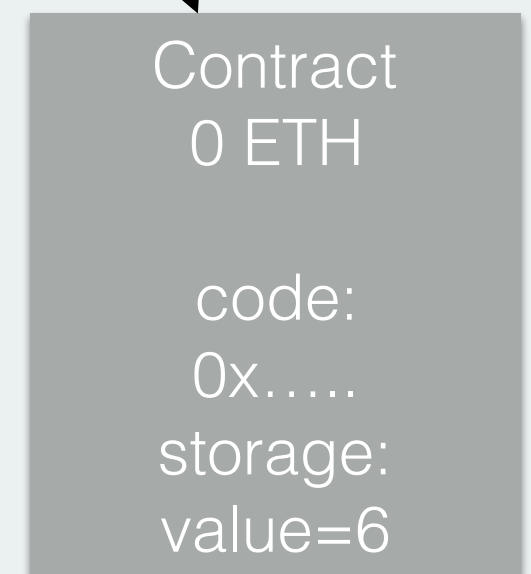 Contract
0 ETH
code:
0x.....
storage:
value=6